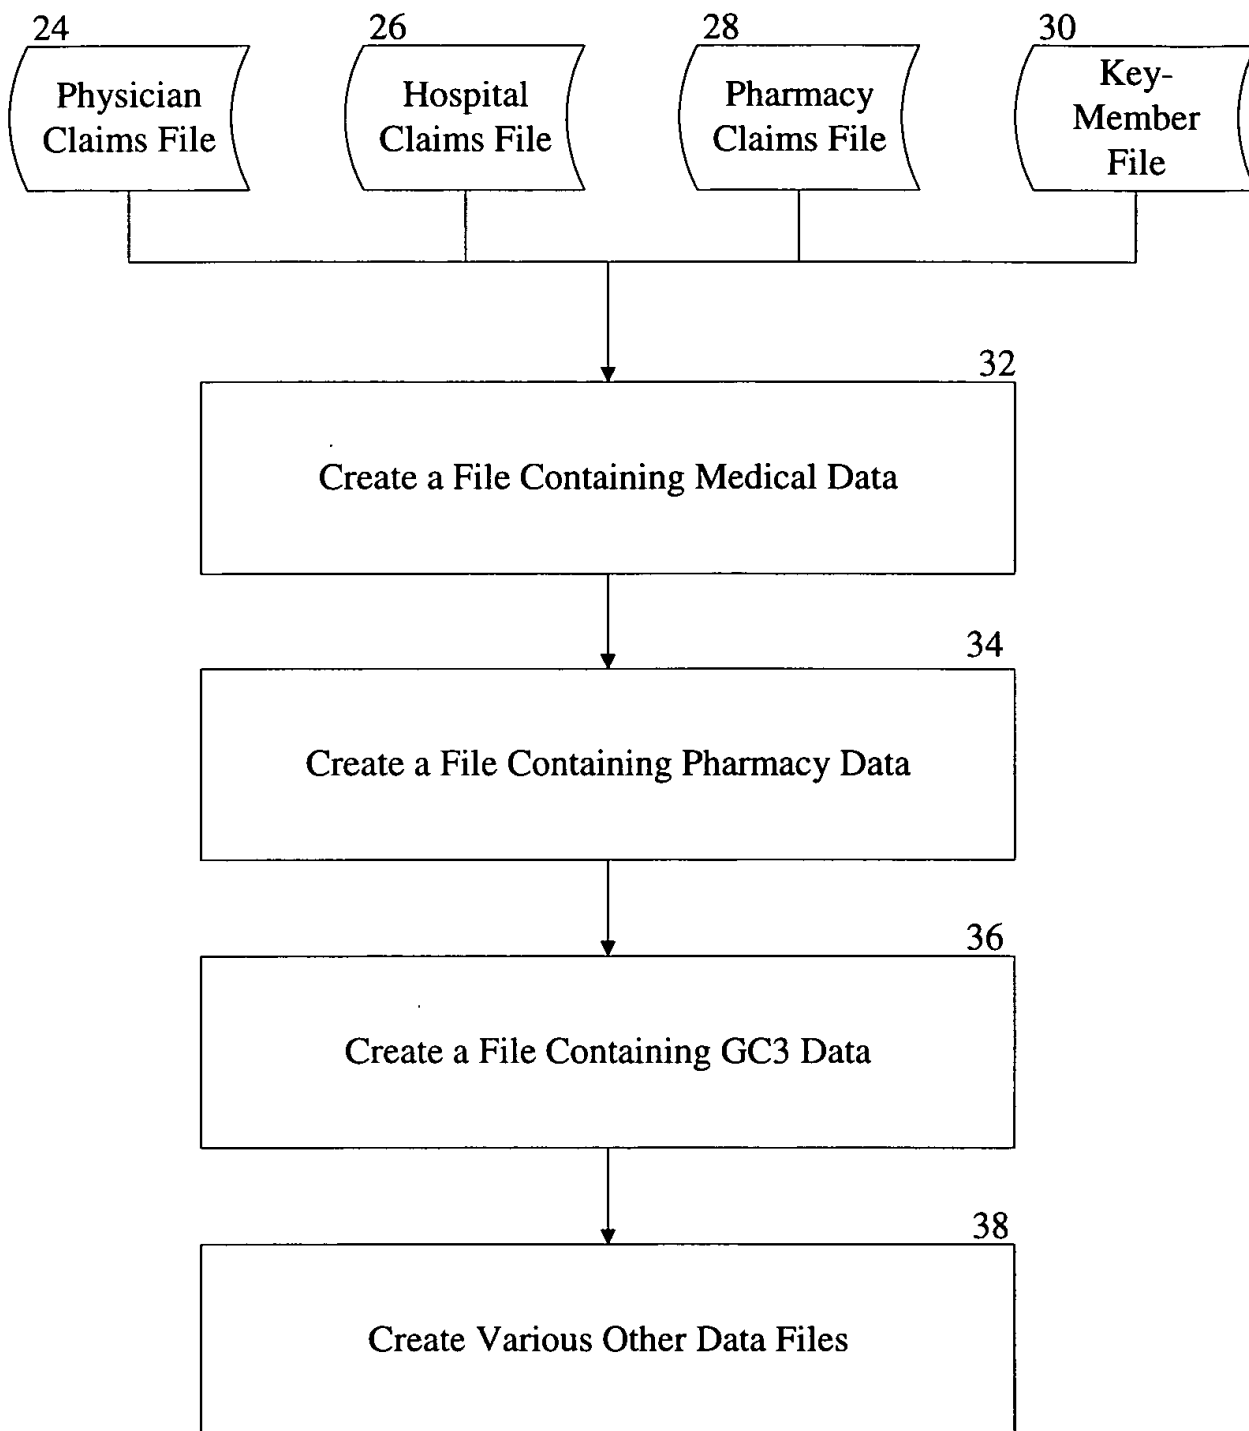 24
Physician
Claims File
26
Hospital
Claims File
28
Pharmacy
Claims File
30
Key-
Member
File
32
Create a File Containing Medical Data
34
Create a File Containing Pharmacy Data
36
Create a File Containing GC3 Data
38
Create Various Other Data Files